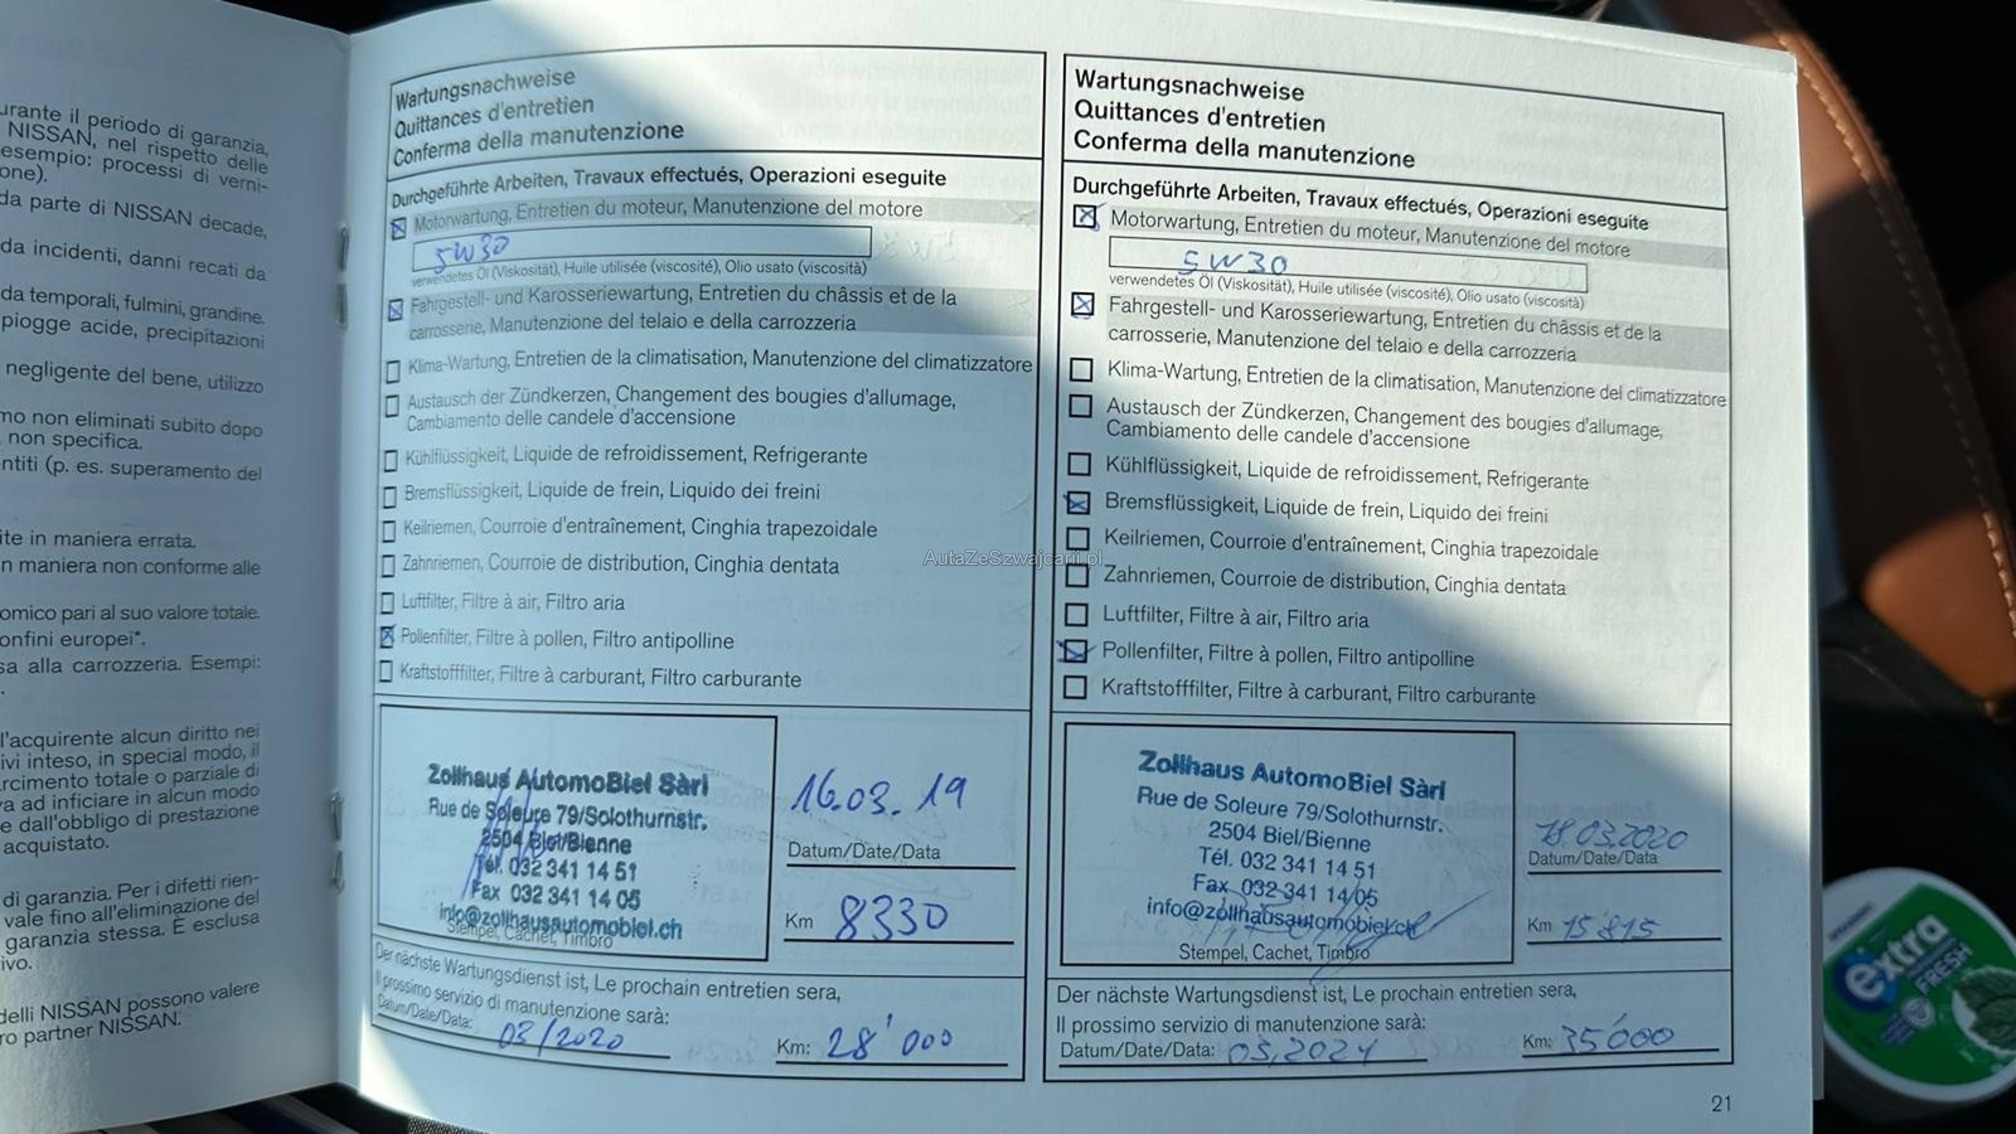 urante il periodo di garanzia,
NISSAN, nel rispetto delle
esempio: processi di verni-
one).
da parte di NISSAN decade,
da incidenti, danni recati da
da temporali, fulmini, grandine.
piogge acide, precipitazioni
negligente del bene, utilizzo
mo non eliminati subito dopo
non specifica.
ntiti (p. es. superamento del
ite in maniera errata.
n maniera non conforme alle
omico pari al suo valore totale.
onfini europei*.
sa alla carrozzeria. Esempi:
l'acquirente alcun diritto nei
ivi inteso, in special modo, il
rcimento totale o parziale di
a ad inficiare in alcun modo
e dall'obbligo di prestazione
acquistato.
di garanzia. Per i difetti rien-
vale fino all'eliminazione del
garanzia stessa. È esclusa
ivo.
delli NISSAN possono valere
ro partner NISSAN.
Wartungsnachweise
Quittances d'entretien
Conferma della manutenzione
Durchgeführte Arbeiten, Travaux effectués, Operazioni eseguite
Motorwartung, Entretien du moteur, Manutenzione del motore
5W30
verwendetes Öl (Viskosität), Huile utilisée (viscosité), Olio usato (viscosità)
Fahrgestell- und Karosseriewartung, Entretien du châssis et de la
carrosserie, Manutenzione del telaio e della carrozzeria
Klima-Wartung, Entretien de la climatisation, Manutenzione del climatizzatore
Austausch der Zündkerzen, Changement des bougies d'allumage,
Cambiamento delle candele d'accensione
Kühlflüssigkeit, Liquide de refroidissement, Refrigerante
Bremsflüssigkeit, Liquide de frein, Liquido dei freini
Keilriemen, Courroie d'entraînement, Cinghia trapezoidale
Zahnriemen, Courroie de distribution, Cinghia dentata
Luftfilter, Filtre à air, Filtro aria
Pollenfilter, Filtre à pollen, Filtro antipolline
Kraftstofffilter, Filtre à carburant, Filtro carburante
Zollhaus AutomoBiel Sàrl
Rue de Soleure 79/Solothurnstr.
2504 Biel/Bienne
Tél. 032 341 14 51
Fax 032 341 14 05
info@zollhausautomobiel.ch
Stempel, Cachet, Timbro
16.03.19
Datum/Date/Data
Km 8330
Der nächste Wartungsdienst ist, Le prochain entretien sera,
Il prossimo servizio di manutenzione sarà:
Datum/Date/Data: 03/2020
Km: 28'000
Wartungsnachweise
Quittances d'entretien
Conferma della manutenzione
Durchgeführte Arbeiten, Travaux effectués, Operazioni eseguite
Motorwartung, Entretien du moteur, Manutenzione del motore
5W30
verwendetes Öl (Viskosität), Huile utilisée (viscosité), Olio usato (viscosità)
Fahrgestell- und Karosseriewartung, Entretien du châssis et de la
carrosserie, Manutenzione del telaio e della carrozzeria
Klima-Wartung, Entretien de la climatisation, Manutenzione del climatizzatore
Austausch der Zündkerzen, Changement des bougies d'allumage,
Cambiamento delle candele d'accensione
Kühlflüssigkeit, Liquide de refroidissement, Refrigerante
Bremsflüssigkeit, Liquide de frein, Liquido dei freini
Keilriemen, Courroie d'entraînement, Cinghia trapezoidale
Zahnriemen, Courroie de distribution, Cinghia dentata
Luftfilter, Filtre à air, Filtro aria
Pollenfilter, Filtre à pollen, Filtro antipolline
Kraftstofffilter, Filtre à carburant, Filtro carburante
Zollhaus AutomoBiel Sàrl
Rue de Soleure 79/Solothurnstr.
2504 Biel/Bienne
Tél. 032 341 14 51
Fax 032 341 14 05
info@zollhausautomobiel.ch
Stempel, Cachet, Timbro
18.03.2020
Datum/Date/Data
Km 15'815
Der nächste Wartungsdienst ist, Le prochain entretien sera,
Il prossimo servizio di manutenzione sarà:
Datum/Date/Data: 03.2021
Km: 35'000
21
AutaZeSzwajcarii.pl
extra
FRESH